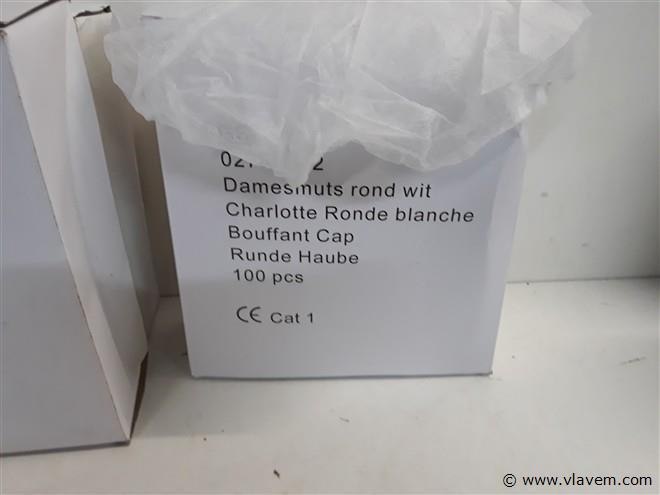 Damesmuts rond wit
Charlotte Ronde blanche
Bouffant Cap
Runde Haube
100 pcs
CE Cat 1
© www.vlavem.com